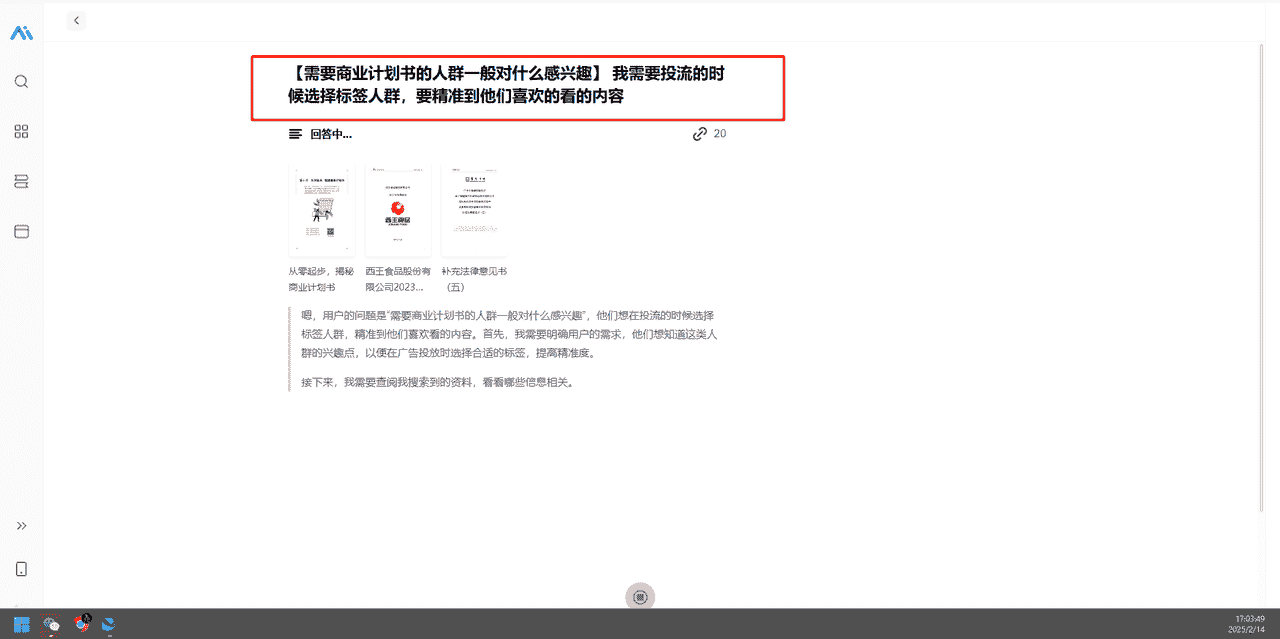 【需要商业计划书的人群一般对什么感兴趣】 我需要投流的时
候选择标签人群，要精准到他们喜欢的看的内容
回答中...
20
西王食品
从零起步，揭秘
商业计划书
西王食品股份有
限公司2023...
补充法律意见书
（五）
嗯，用户的问题是“需要商业计划书的人群一般对什么感兴趣”，他们想在投流的时候选择
标签人群，精准到他们喜欢看的内容。首先，我需要明确用户的需求，他们想知道这类人
群的兴趣点，以便在广告投放时选择合适的标签，提高精准度。
接下来，我需要查阅我搜索到的资料，看看哪些信息相关。
17:03:49
2025/2/14